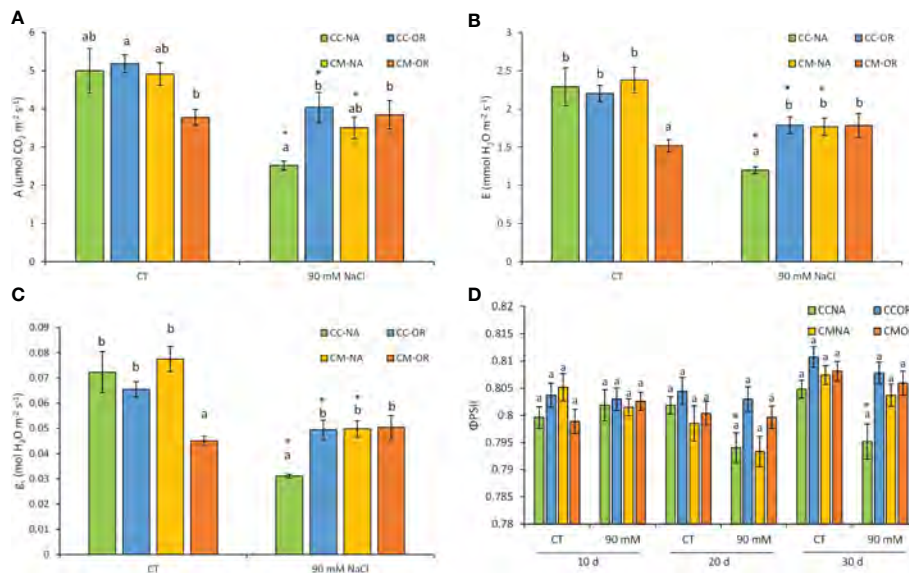 A
CC-NA CC-OR
CM-NA CM-OR
A (µmol CO₂ m⁻² s⁻¹)
6
5
4
3
2
1
0
ab a ab b
* * *
a b ab b
CT 90 mM NaCl
B
CC-NA CC-OR
CM-NA CM-OR
E (mmol H₂O m⁻² s⁻¹)
3
2.5
2
1.5
1
0.5
0
b b b a
* * *
a b b b
CT 90 mM NaCl
C
CC-NA CC-OR
CM-NA CM-OR
gₛ (mol H₂O m⁻² s⁻¹)
0.1
0.09
0.08
0.07
0.06
0.05
0.04
0.03
0.02
0.01
0
b b b a
* * *
a b b b
CT 90 mM NaCl
D
CCNA CCOR
CMNA CMOR
ΦPSII
0.82
0.815
0.81
0.805
0.8
0.795
0.79
0.785
0.78
a a a a a a a a a a a a a a a a a a a a a a a a
* *
CT 90 mM CT 90 mM CT 90 mM
10 d 20 d 30 d